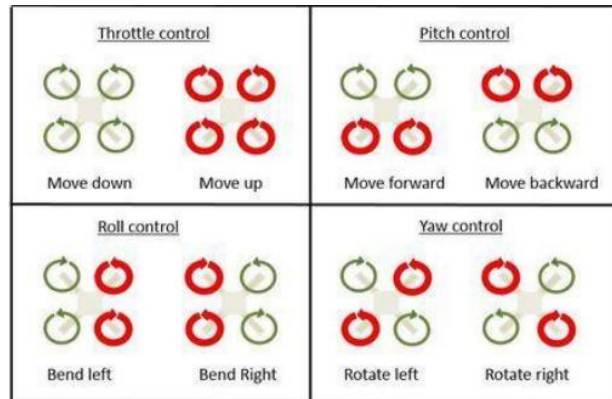 Throttle control
Move down
Move up
Pitch control
Move forward
Move backward
Roll control
Bend left
Bend Right
Yaw control
Rotate left
Rotate right